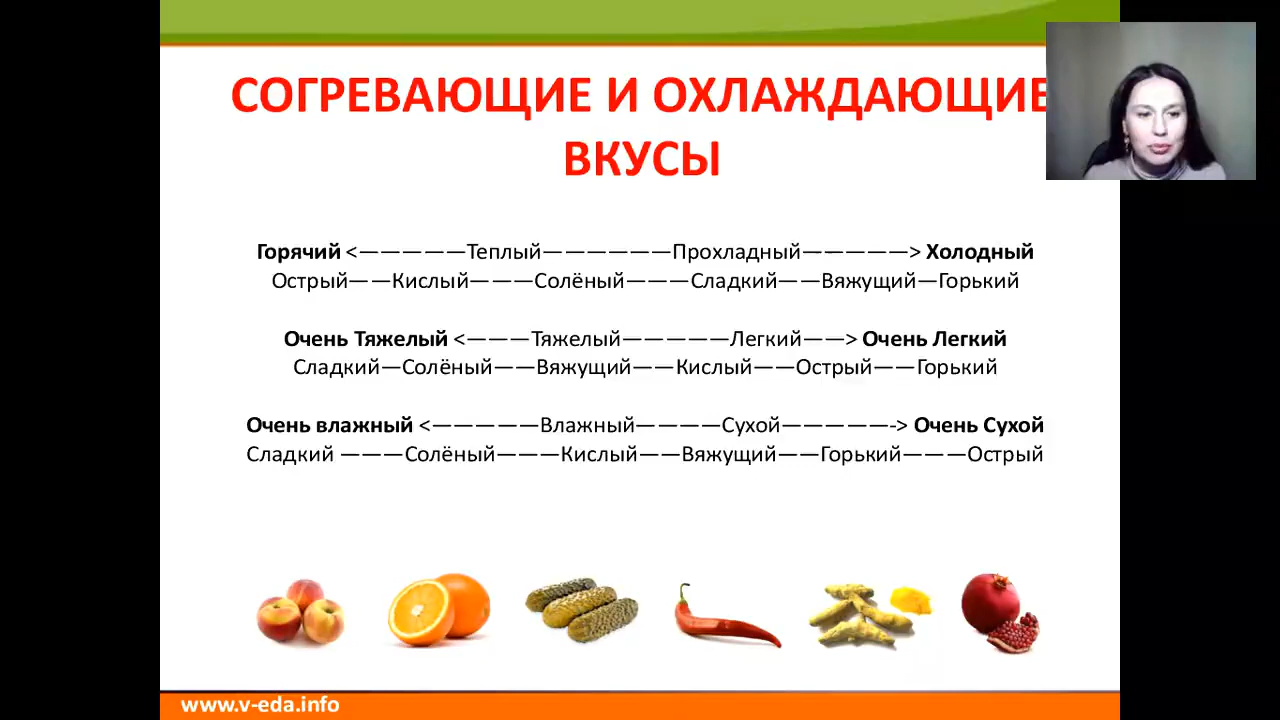 СОГРЕВАЮЩИЕ И ОХЛАЖДАЮЩИЕ
ВКУСЫ
Горячий <—————Теплый——————Прохладный—————> Холодный
Острый——Кислый———Солёный———Сладкий——Вяжущий—Горький
Очень Тяжелый <———Тяжелый—————Легкий——> Очень Легкий
Сладкий—Солёный——Вяжущий——Кислый——Острый——Горький
Очень влажный <—————Влажный————Сухой—————-> Очень Сухой
Сладкий ———Солёный———Кислый——Вяжущий——Горький———Острый
www.v-eda.info